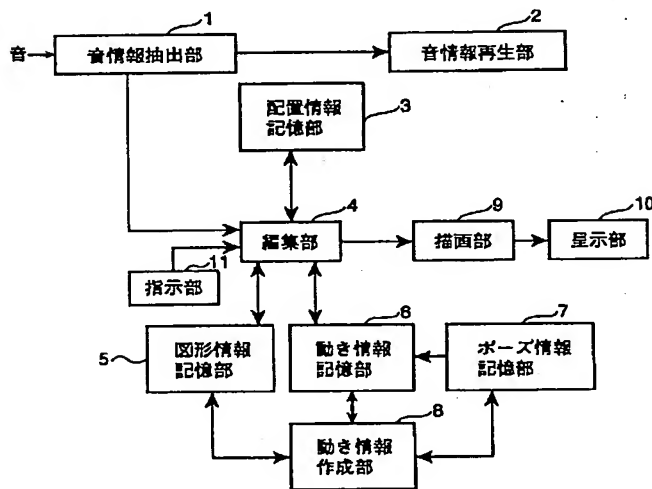 1
2
音
音情報抽出部
音情報再生部
配置情報
記憶部
3
4
9
10
編集部
描画部
呈示部
11
指示部
6
7
5
図形情報
記憶部
動き情報
記憶部
ポーズ情報
記憶部
8
動き情報
作成部